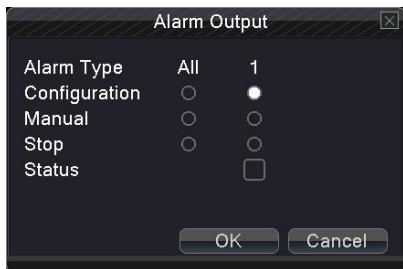 Alarm Output
Alarm Type All 1
Configuration
Manual
Stop
Status
OK Cancel